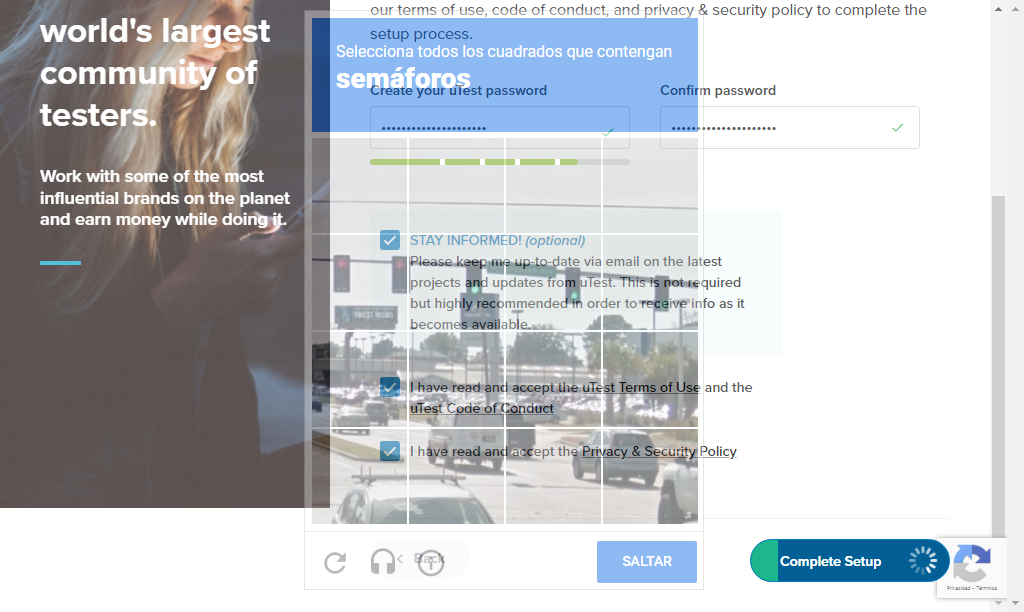 world's largest
community of
testers.
Work with some of the most
influential brands on the planet
and earn money while doing it.
our terms of use, code of conduct, and privacy & security policy to complete the
setup process.
Selecciona todos los cuadrados que contengan
semáforos
Create your uTest password
Confirm password
STAY INFORMED! (optional)
Please keep me up-to-date via email on the latest
projects and updates from uTest. This is not required
but highly recommended in order to receive info as it
becomes available.
I have read and accept the uTest Terms of Use and the
uTest Code of Conduct
I have read and accept the Privacy & Security Policy
Back
SALTAR
Complete Setup
Privacidad - Términos